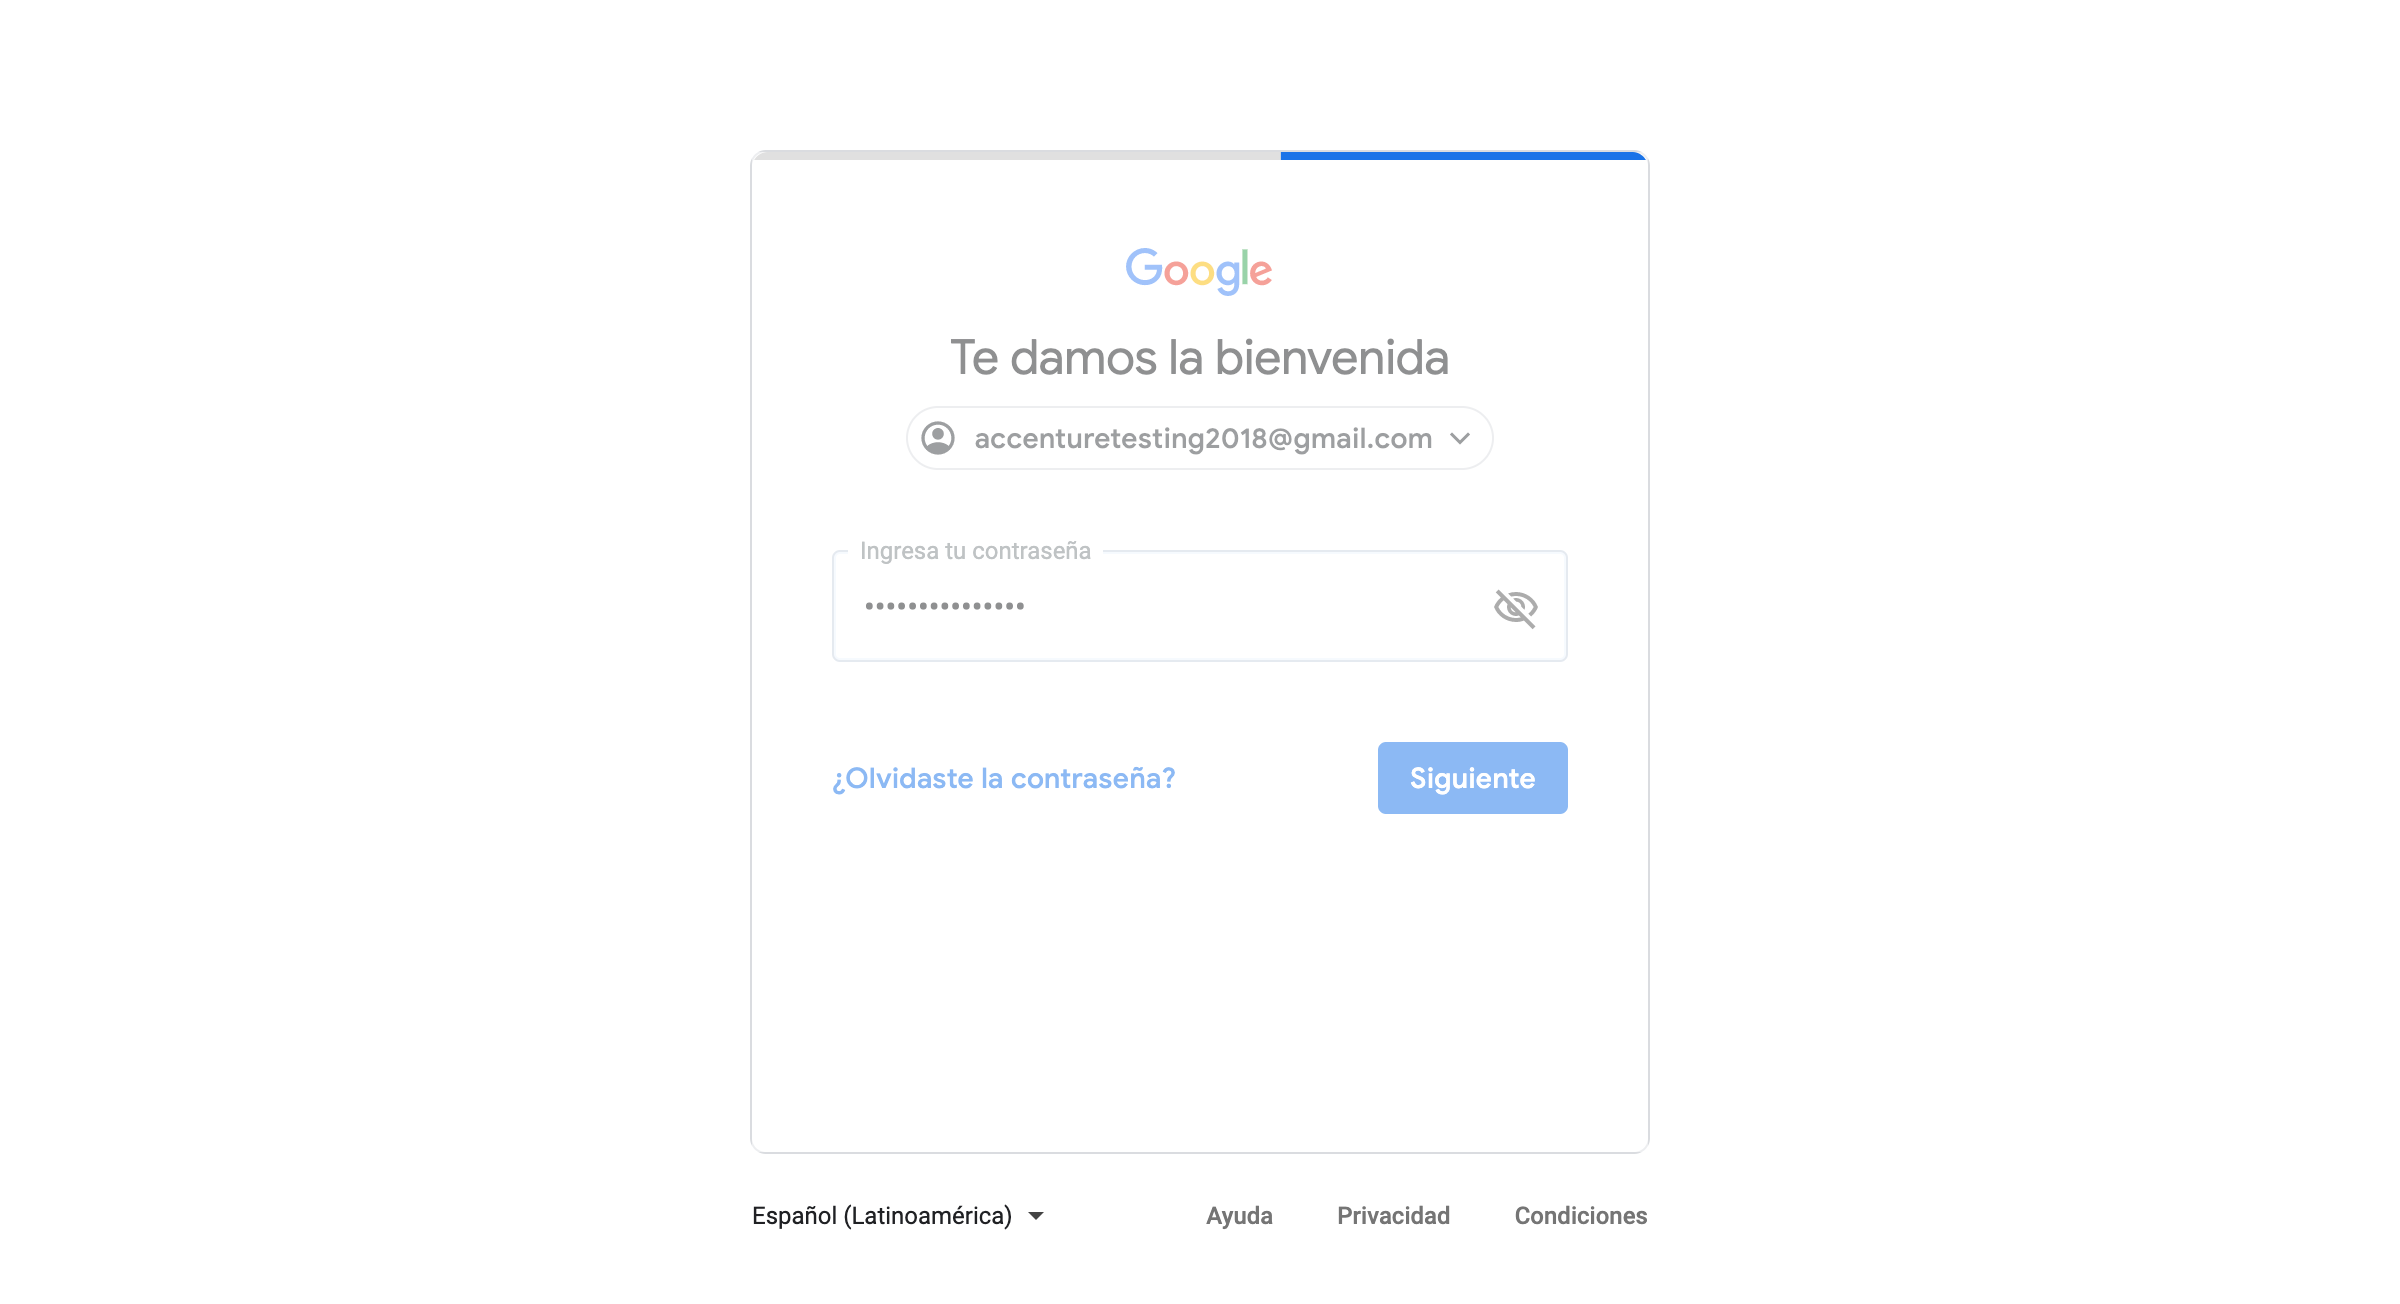 Google
Te damos la bienvenida
accenturetesting2018@gmail.com
Ingresa tu contraseña
•••••••••••••••
¿Olvidaste la contraseña?
Siguiente
Español (Latinoamérica)
Ayuda
Privacidad
Condiciones